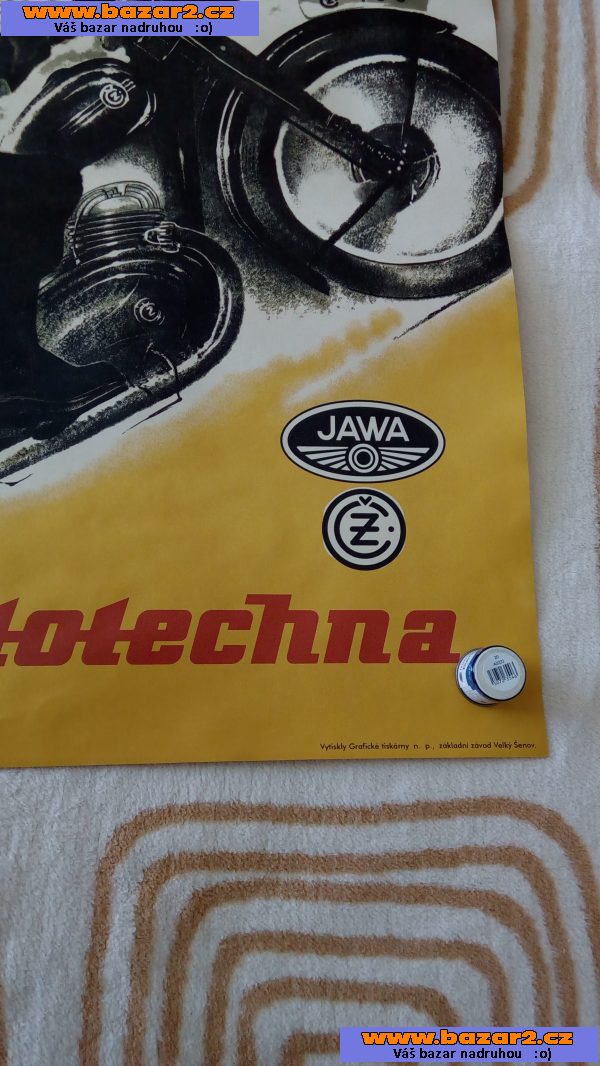 www.bazar2.cz
Váš bazar nadruhou :o)
JAWA
ČZ
totechna
Vytiskly Grafické tiskárny n. p., základní závod Velký Šenov.
www.bazar2.cz
Váš bazar nadruhou :o)